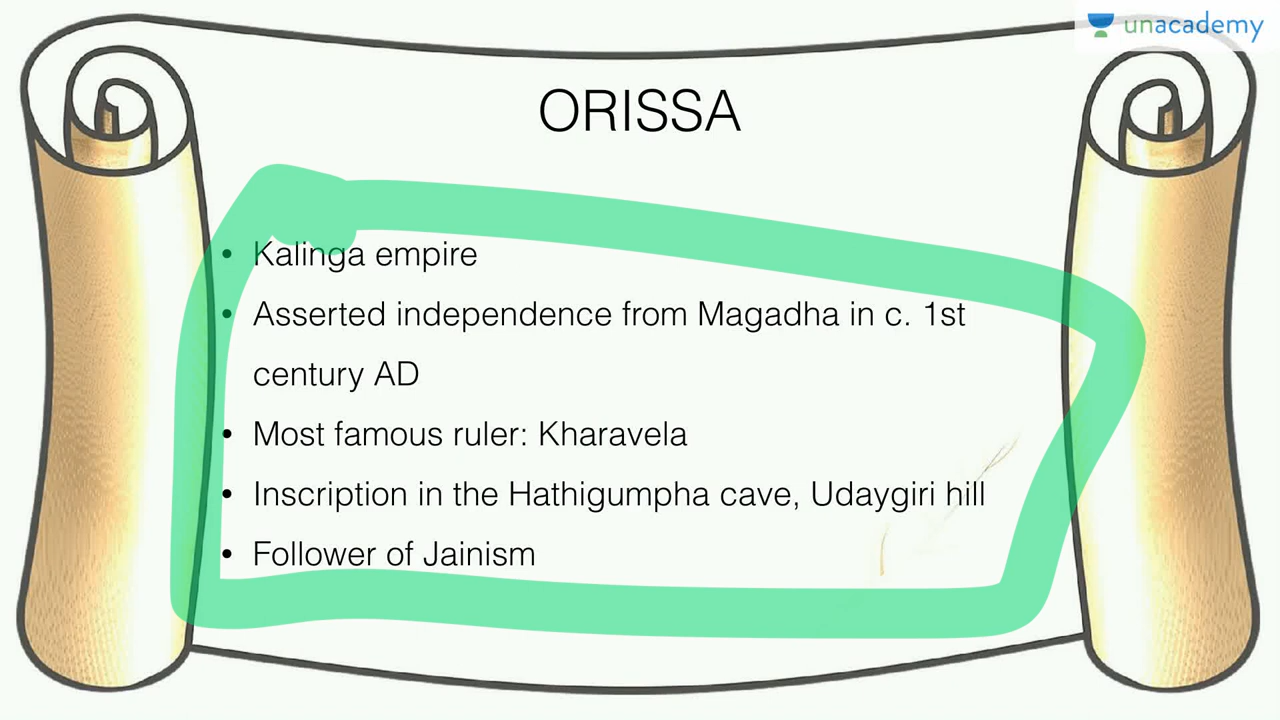 unacademy
ORISSA
• Kalinga empire
• Asserted independence from Magadha in c. 1st
century AD
• Most famous ruler: Kharavela
• Inscription in the Hathigumpha cave, Udaygiri hill
• Follower of Jainism